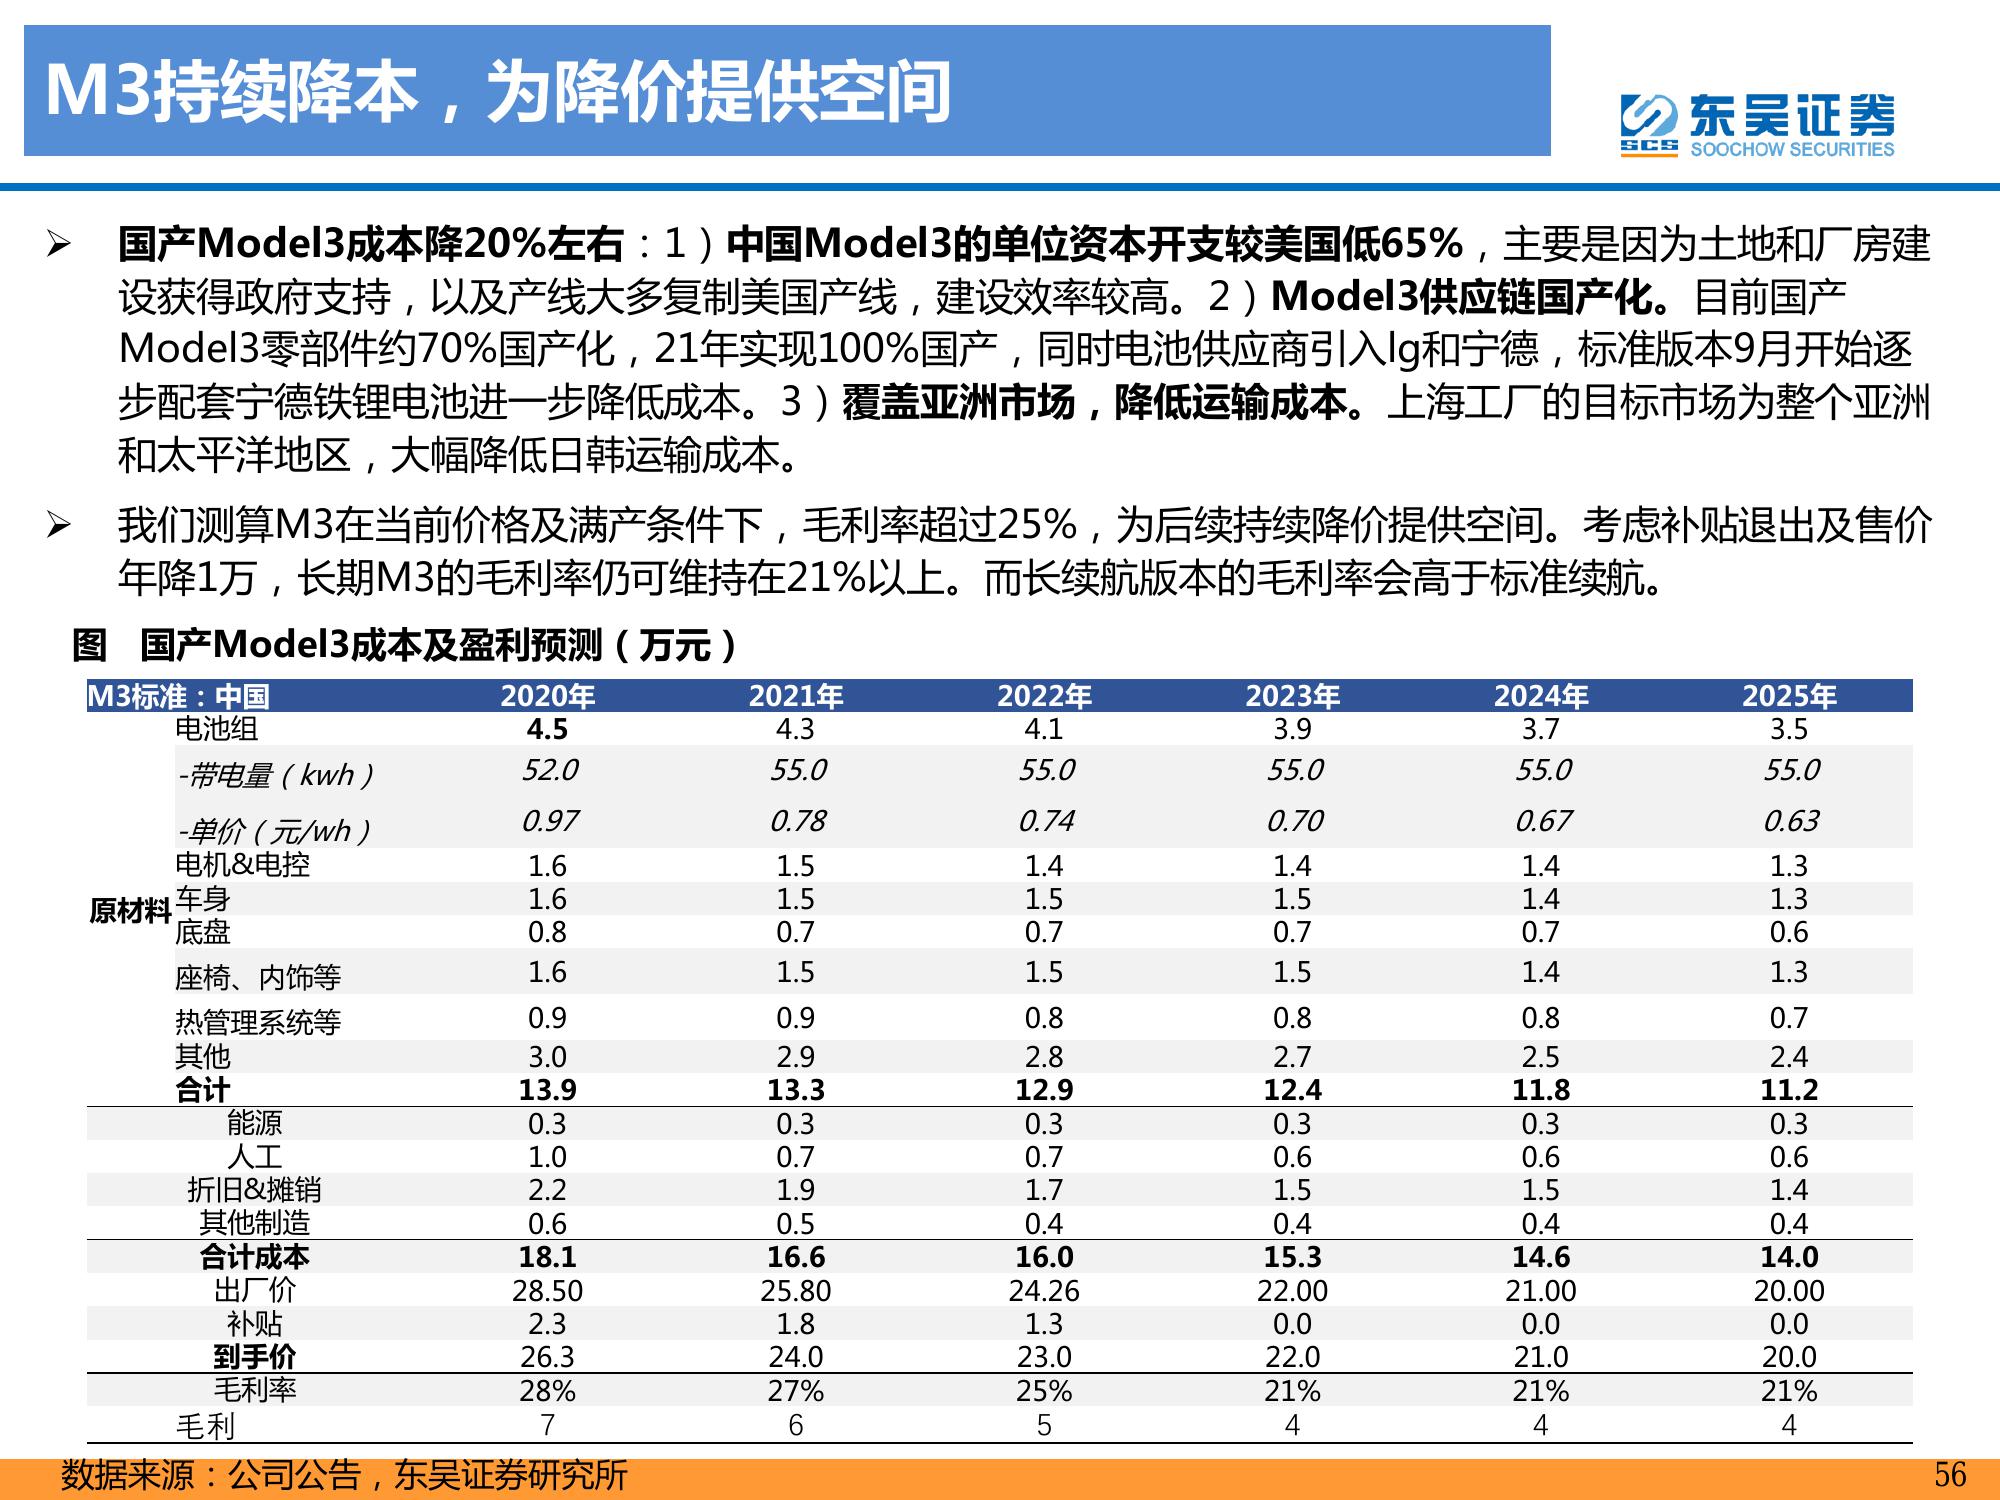 M3持续降本，为降价提供空间
东吴证券
SCS
SOOCHOW SECURITIES
➢ 国产Model3成本降20%左右：1）中国Model3的单位资本开支较美国低65%，主要是因为土地和厂房建
设获得政府支持，以及产线大多复制美国产线，建设效率较高。2）Model3供应链国产化。目前国产
Model3零部件约70%国产化，21年实现100%国产，同时电池供应商引入lg和宁德，标准版本9月开始逐
步配套宁德铁锂电池进一步降低成本。3）覆盖亚洲市场，降低运输成本。上海工厂的目标市场为整个亚洲
和太平洋地区，大幅降低日韩运输成本。
➢ 我们测算M3在当前价格及满产条件下，毛利率超过25%，为后续持续降价提供空间。考虑补贴退出及售价
年降1万，长期M3的毛利率仍可维持在21%以上。而长续航版本的毛利率会高于标准续航。
图 国产Model3成本及盈利预测（万元）
M3标准：中国 2020年 2021年 2022年 2023年 2024年 2025年
电池组 4.5 4.3 4.1 3.9 3.7 3.5
-带电量（kwh） 52.0 55.0 55.0 55.0 55.0 55.0
-单价（元/wh） 0.97 0.78 0.74 0.70 0.67 0.63
电机&电控 1.6 1.5 1.4 1.4 1.4 1.3
原材料 车身 1.6 1.5 1.5 1.5 1.4 1.3
底盘 0.8 0.7 0.7 0.7 0.7 0.6
座椅、内饰等 1.6 1.5 1.5 1.5 1.4 1.3
热管理系统等 0.9 0.9 0.8 0.8 0.8 0.7
其他 3.0 2.9 2.8 2.7 2.5 2.4
合计 13.9 13.3 12.9 12.4 11.8 11.2
能源 0.3 0.3 0.3 0.3 0.3 0.3
人工 1.0 0.7 0.7 0.6 0.6 0.6
折旧&摊销 2.2 1.9 1.7 1.5 1.5 1.4
其他制造 0.6 0.5 0.4 0.4 0.4 0.4
合计成本 18.1 16.6 16.0 15.3 14.6 14.0
出厂价 28.50 25.80 24.26 22.00 21.00 20.00
补贴 2.3 1.8 1.3 0.0 0.0 0.0
到手价 26.3 24.0 23.0 22.0 21.0 20.0
毛利率 28% 27% 25% 21% 21% 21%
毛利 7 6 5 4 4 4
数据来源：公司公告，东吴证券研究所
56